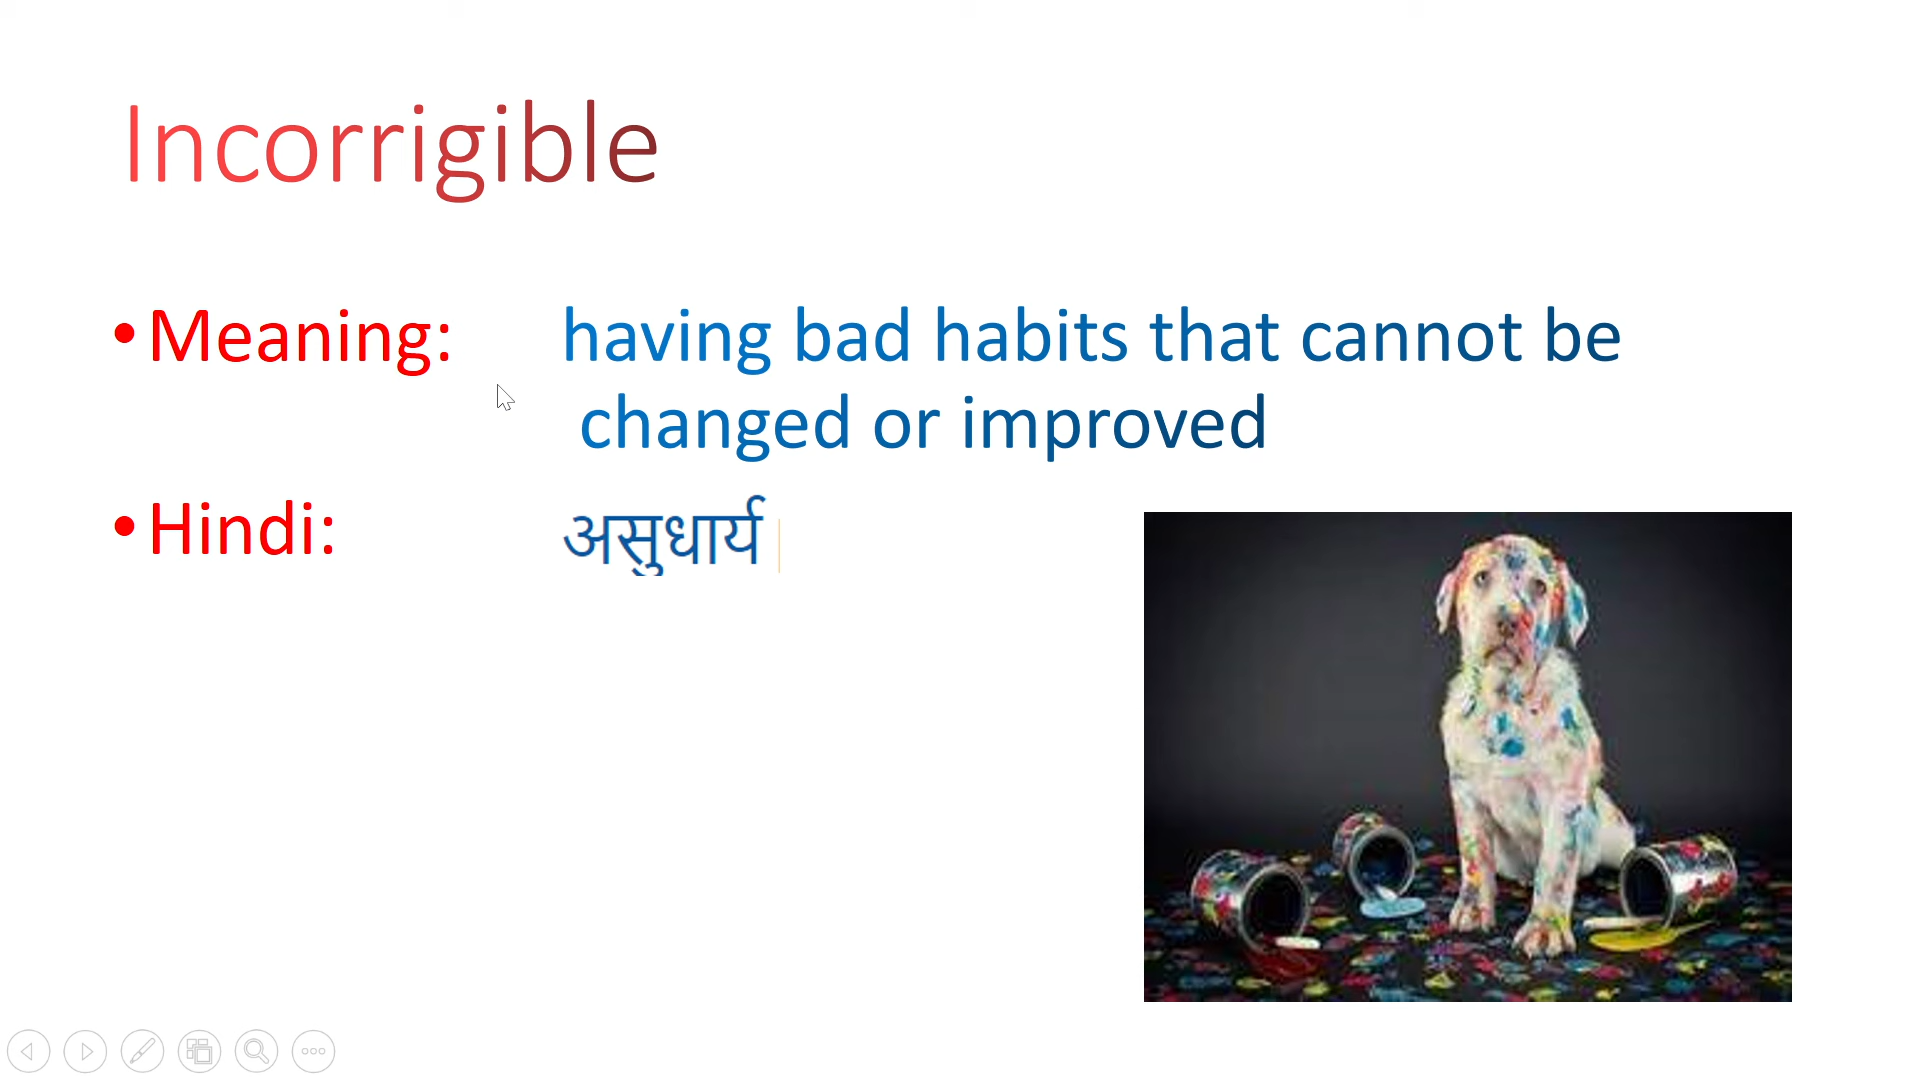 Incorrigible
• Meaning: having bad habits that cannot be
changed or improved
• Hindi: असुधार्य